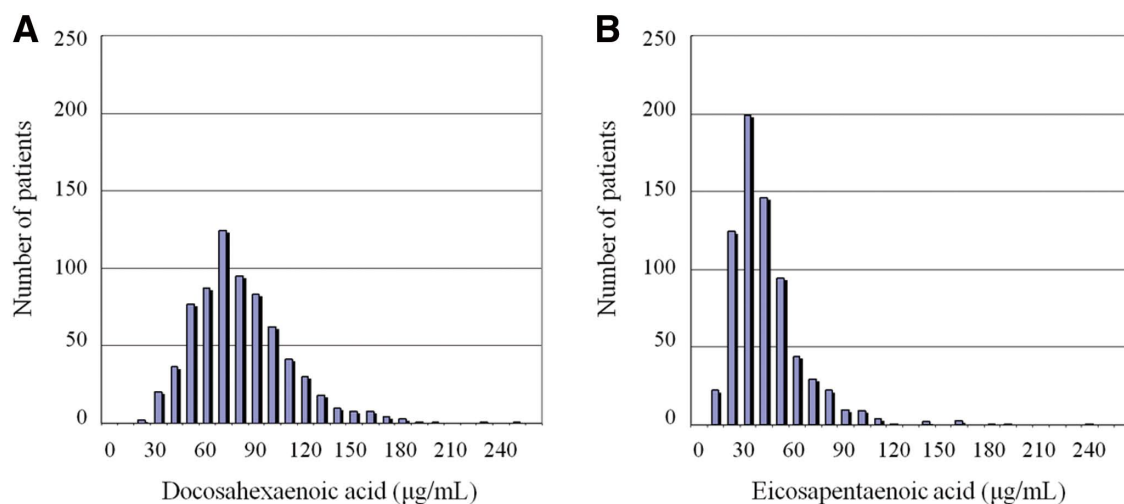 A
250
200
150
100
50
0
Number of patients
0 30 60 90 120 150 180 210 240
Docosahexaenoic acid (μg/mL)
B
250
200
150
100
50
0
Number of patients
0 30 60 90 120 150 180 210 240
Eicosapentaenoic acid (μg/mL)